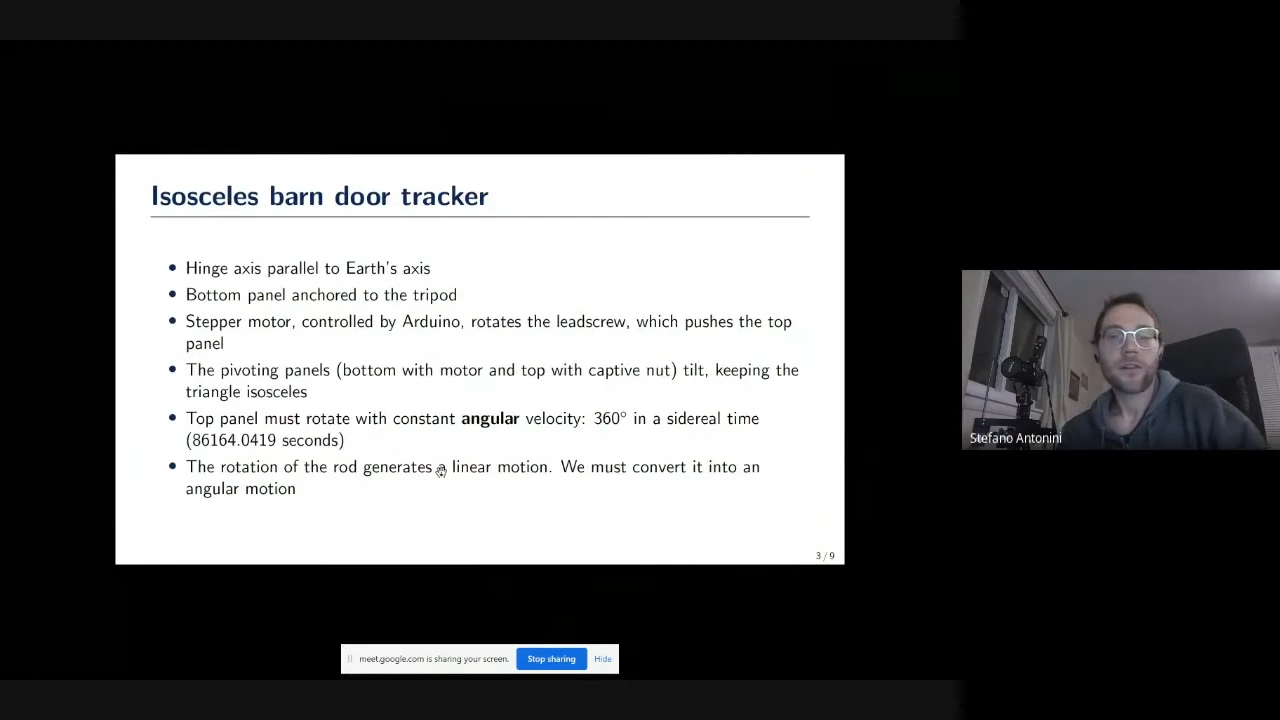 Isosceles barn door tracker
• Hinge axis parallel to Earth's axis
• Bottom panel anchored to the tripod
• Stepper motor, controlled by Arduino, rotates the leadscrew, which pushes the top
panel
• The pivoting panels (bottom with motor and top with captive nut) tilt, keeping the
triangle isosceles
• Top panel must rotate with constant angular velocity: 360° in a sidereal time
(86164.0419 seconds)
• The rotation of the rod generates a linear motion. We must convert it into an
angular motion
3 / 9
Stefano Antonini
meet.google.com is sharing your screen. Stop sharing Hide